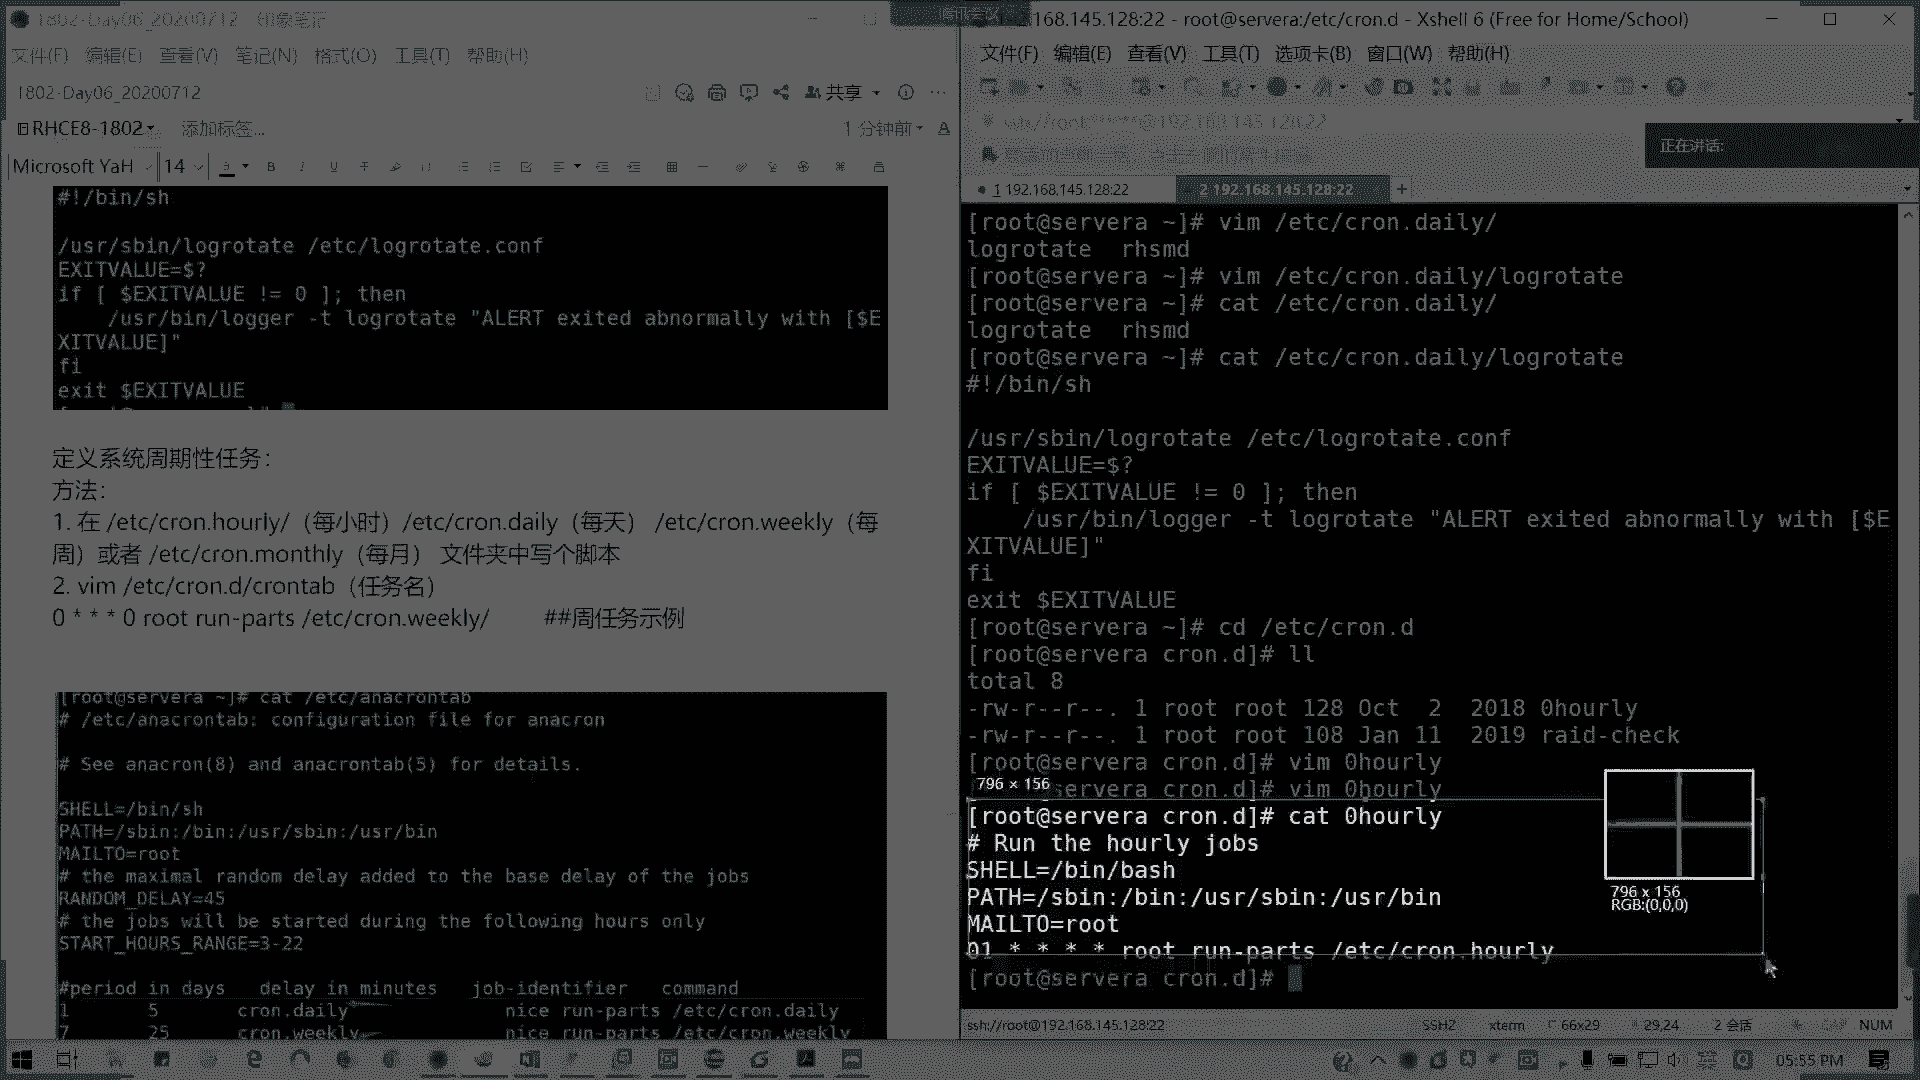 1802-Day06_20200712 - 印象笔记
文件(F) 编辑(E) 查看(V) 笔记(N) 格式(O) 工具(T) 帮助(H)
1802-Day06_20200712
共享
RHCE8-1802
添加标签...
1 分钟前
Microsoft YaH
14
#!/bin/sh
/usr/sbin/logrotate /etc/logrotate.conf
EXITVALUE=$?
if [ $EXITVALUE != 0 ]; then
/usr/bin/logger -t logrotate "ALERT exited abnormally with [$E
XITVALUE]"
fi
exit $EXITVALUE
定义系统周期性任务：
方法：
1. 在 /etc/cron.hourly/（每小时）/etc/cron.daily（每天） /etc/cron.weekly（每
周）或者 /etc/cron.monthly（每月） 文件夹中写个脚本
2. vim /etc/cron.d/crontab（任务名）
0 * * * 0 root run-parts /etc/cron.weekly/ ##周任务示例
[root@servera ~]# cat /etc/anacrontab
# /etc/anacrontab: configuration file for anacron
# See anacron(8) and anacrontab(5) for details.
SHELL=/bin/sh
PATH=/sbin:/bin:/usr/sbin:/usr/bin
MAILTO=root
# the maximal random delay added to the base delay of the jobs
RANDOM_DELAY=45
# the jobs will be started during the following hours only
START_HOURS_RANGE=3-22
#period in days delay in minutes job-identifier command
1 5 cron.daily nice run-parts /etc/cron.daily
7 25 cron.weekly nice run-parts /etc/cron.weekly
2.168.145.128:22 - root@servera:/etc/cron.d - Xshell 6 (Free for Home/School)
文件(F) 编辑(E) 查看(V) 工具(T) 选项卡(B) 窗口(W) 帮助(H)
正在讲话:
1 192.168.145.128:22
2 192.168.145.128:22
[root@servera ~]# vim /etc/cron.daily/
logrotate rhsmd
[root@servera ~]# vim /etc/cron.daily/logrotate
[root@servera ~]# cat /etc/cron.daily/
logrotate rhsmd
[root@servera ~]# cat /etc/cron.daily/logrotate
#!/bin/sh
/usr/sbin/logrotate /etc/logrotate.conf
EXITVALUE=$?
if [ $EXITVALUE != 0 ]; then
/usr/bin/logger -t logrotate "ALERT exited abnormally with [$E
XITVALUE]"
fi
exit $EXITVALUE
[root@servera ~]# cd /etc/cron.d
[root@servera cron.d]# ll
total 8
-rw-r--r--. 1 root root 128 Oct 2 2018 0hourly
-rw-r--r--. 1 root root 108 Jan 11 2019 raid-check
[root@servera cron.d]# vim 0hourly
796 × 156
servera cron.d]# vim 0hourly
[root@servera cron.d]# cat 0hourly
# Run the hourly jobs
SHELL=/bin/bash
PATH=/sbin:/bin:/usr/sbin:/usr/bin
MAILTO=root
01 * * * * root run-parts /etc/cron.hourly
[root@servera cron.d]#
796 x 156
RGB:(0,0,0)
ssh://root@192.168.145.128:22
SSH2
xterm
66x29
29,24
2 会话
NUM
05:55 PM